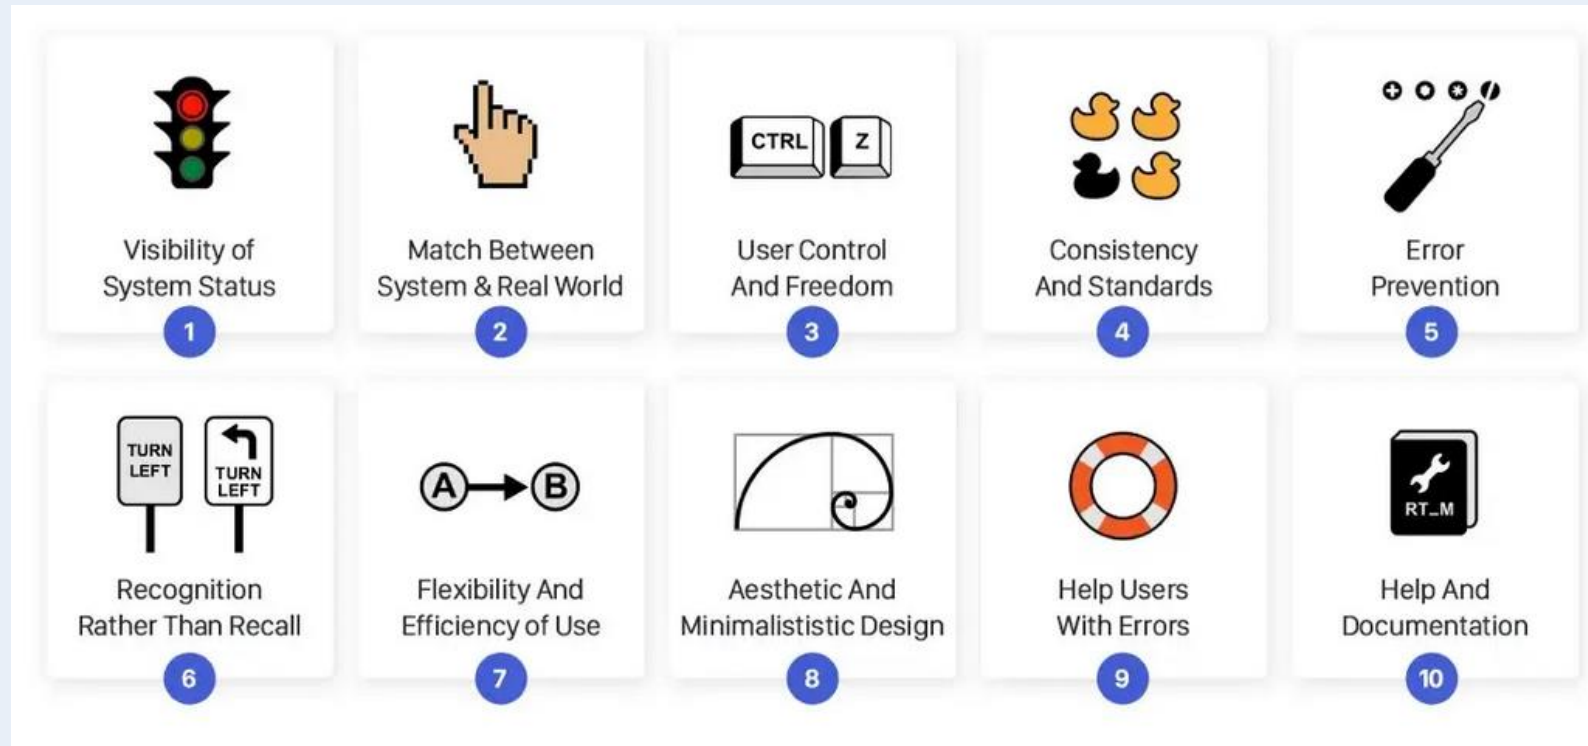 CTRL Z
Visibility of
System Status
1
Match Between
System & Real World
2
User Control
And Freedom
3
Consistency
And Standards
4
Error
Prevention
5
TURN
LEFT
TURN
LEFT
A B
RT_M
Recognition
Rather Than Recall
6
Flexibility And
Efficiency of Use
7
Aesthetic And
Minimalististic Design
8
Help Users
With Errors
9
Help And
Documentation
10